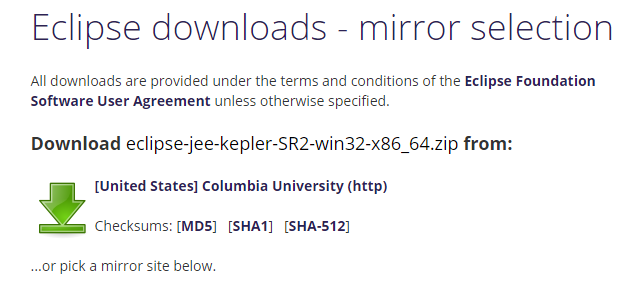 Eclipse downloads - mirror selection
All downloads are provided under the terms and conditions of the Eclipse Foundation
Software User Agreement unless otherwise specified.
Download eclipse-jee-kepler-SR2-win32-x86_64.zip from:
[United States] Columbia University (http)
Checksums: [MD5] [SHA1] [SHA-512]
...or pick a mirror site below.